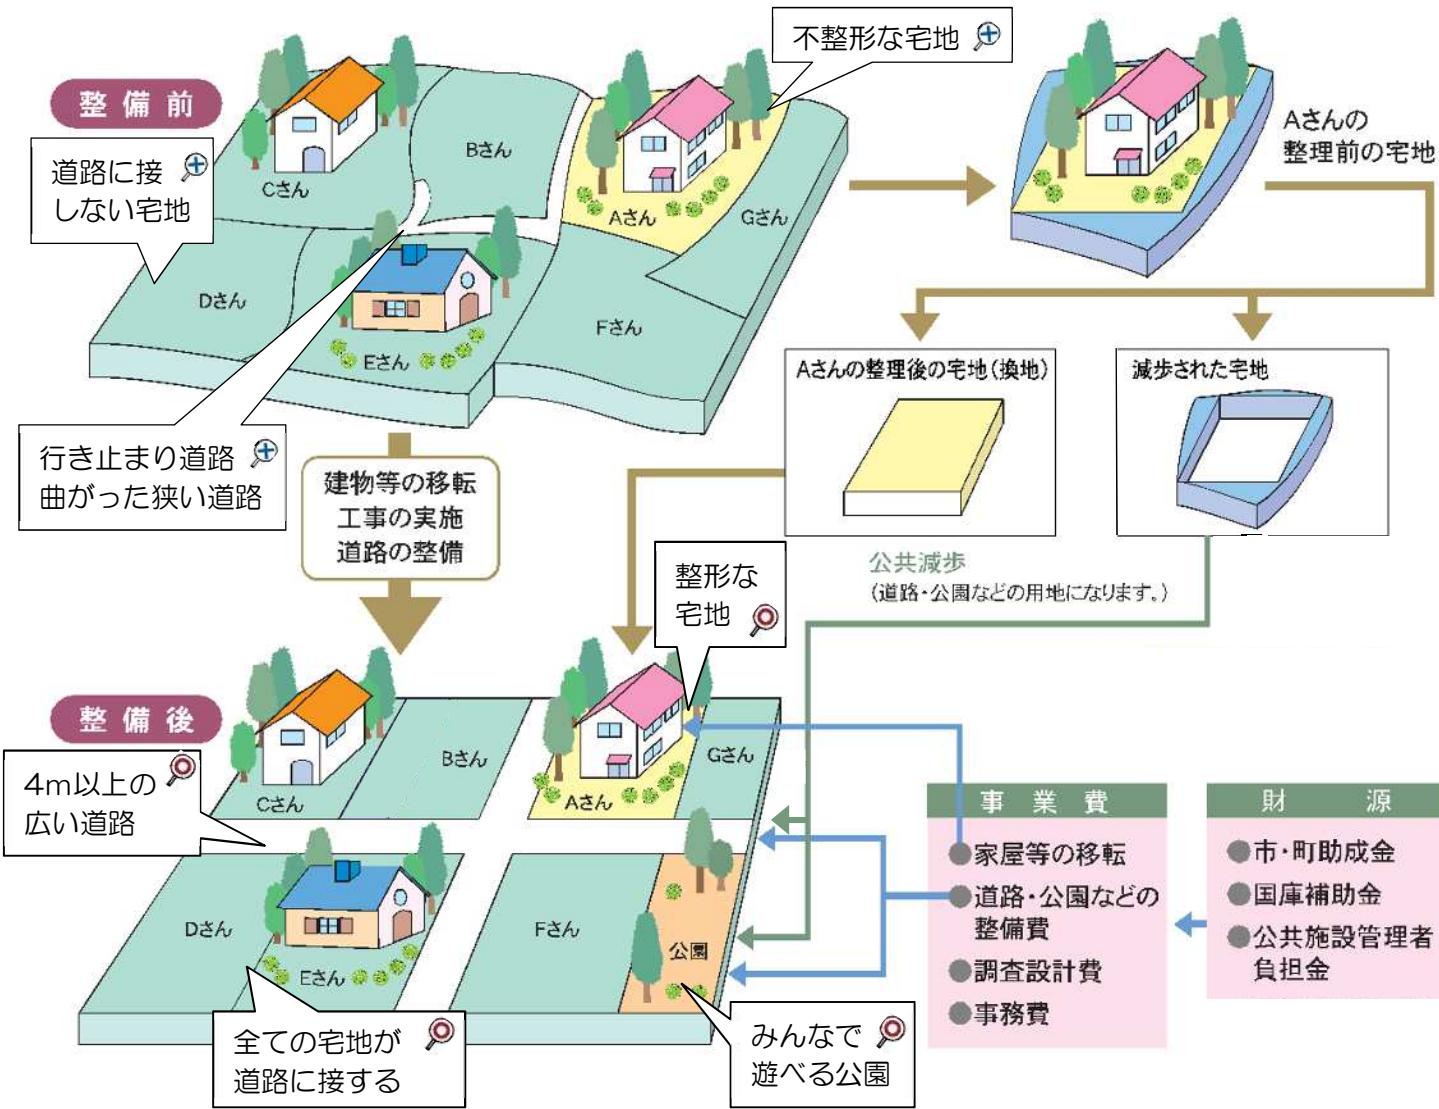 不整形な宅地
整備前
道路に接
しない宅地
Cさん
Bさん
Aさん
Gさん
Dさん
Eさん
Fさん
Aさんの
整理前の宅地
行き止まり道路
曲がった狭い道路
建物等の移転
工事の実施
道路の整備
Aさんの整理後の宅地(換地)
減歩された宅地
公共減歩
(道路・公園などの用地になります。)
整形な
宅地
整備後
4m以上の
広い道路
Cさん
Bさん
Aさん
Gさん
Dさん
Eさん
Fさん
公園
全ての宅地が
道路に接する
みんなで
遊べる公園
事業費
●家屋等の移転
●道路・公園などの
整備費
●調査設計費
●事務費
財源
●市・町助成金
●国庫補助金
●公共施設管理者
負担金